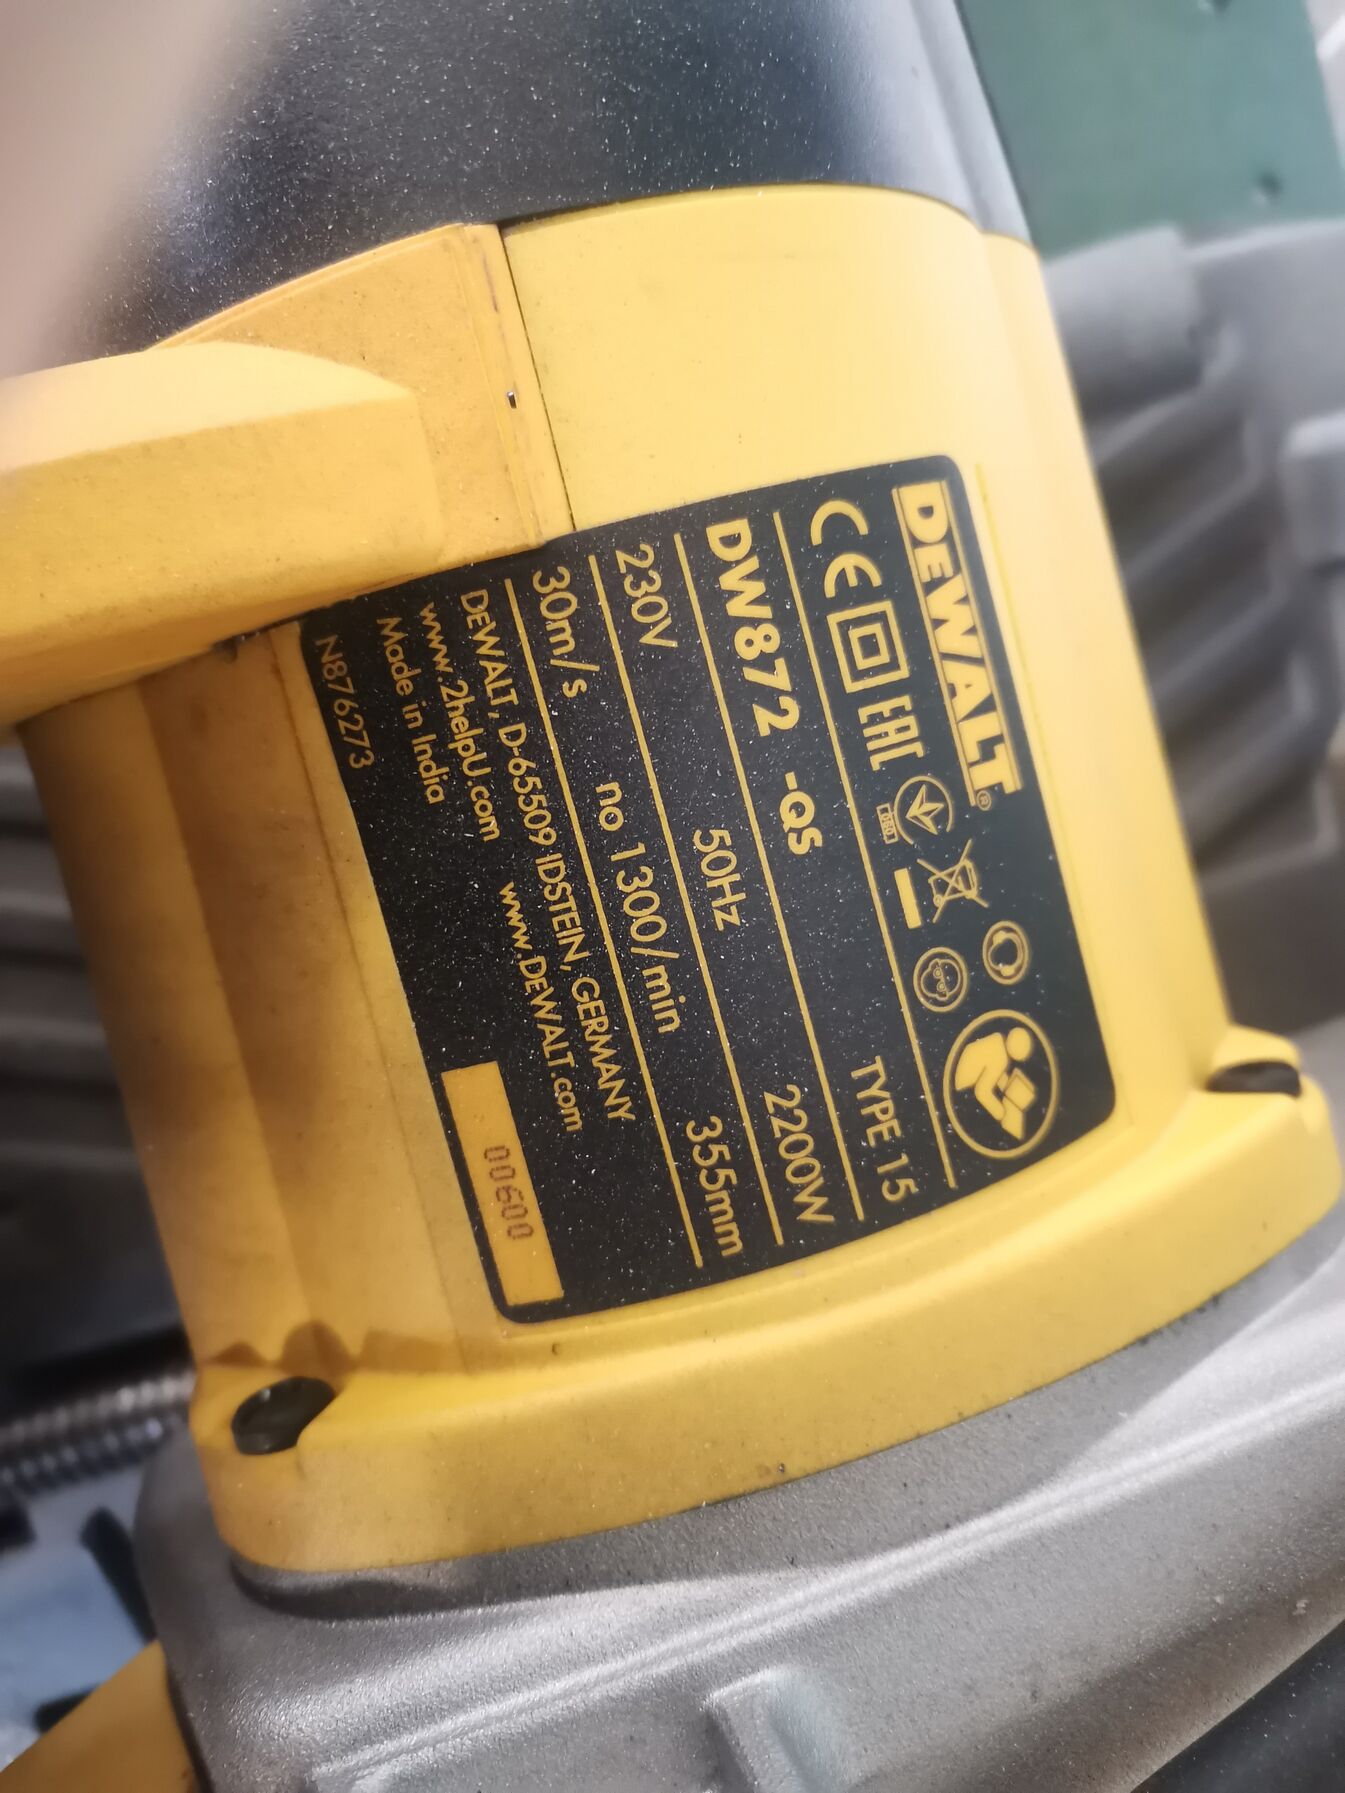 DEWALT®
CE EAC
DW872 -QS TYPE 15
230V 50Hz 2200W
30m/s no 1300/min 355mm
DEWALT, D-65509 IDSTEIN, GERMANY
www.2helpU.com www.DEWALT.com
Made in India
N876273
00600